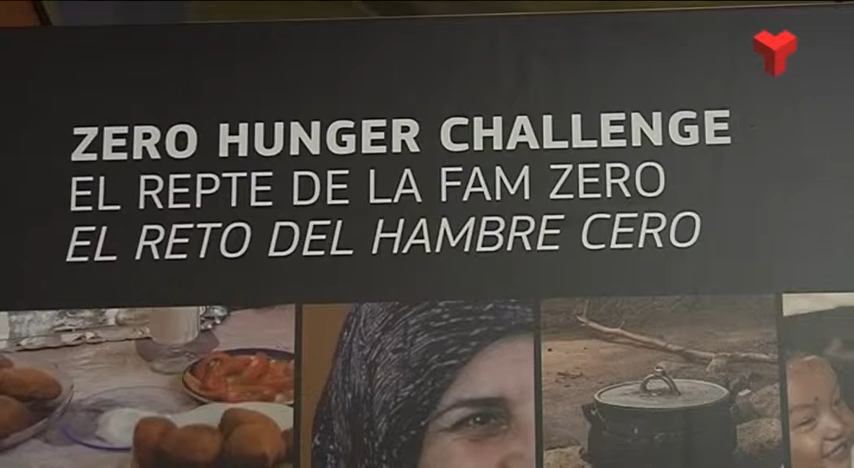 ZERO HUNGER CHALLENGE
EL REPTE DE LA FAM ZERO
EL RETO DEL HAMBRE CERO